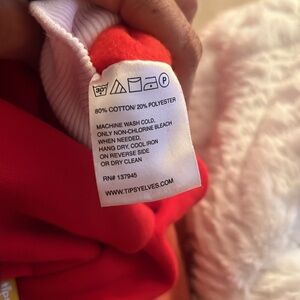 80% COTTON/ 20% POLYESTER
MACHINE WASH COLD,
ONLY NON-CHLORINE BLEACH
WHEN NEEDED,
HANG DRY, COOL IRON
ON REVERSE SIDE
OR DRY CLEAN
RN# 137945
WWW.TIPSYELVES.COM